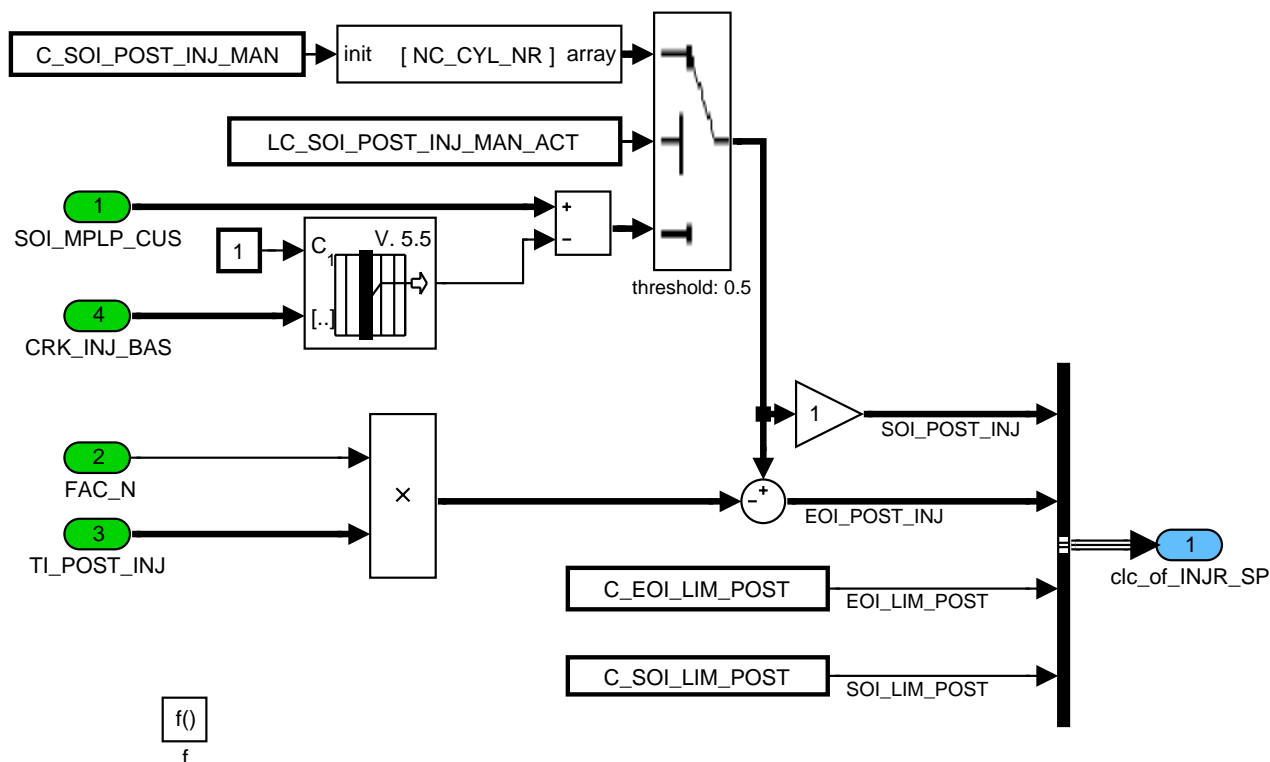 C_SOI_POST_INJ_MAN
init [ NC_CYL_NR ] array
LC_SOI_POST_INJ_MAN_ACT
1
SOI_MPLP_CUS
+
−
1
C
1
V. 5.5
[..]
threshold: 0.5
4
CRK_INJ_BAS
1
SOI_POST_INJ
2
FAC_N
×
3
TI_POST_INJ
+
−
EOI_POST_INJ
1
clc_of_INJR_SP
C_EOI_LIM_POST
EOI_LIM_POST
C_SOI_LIM_POST
SOI_LIM_POST
f()
f